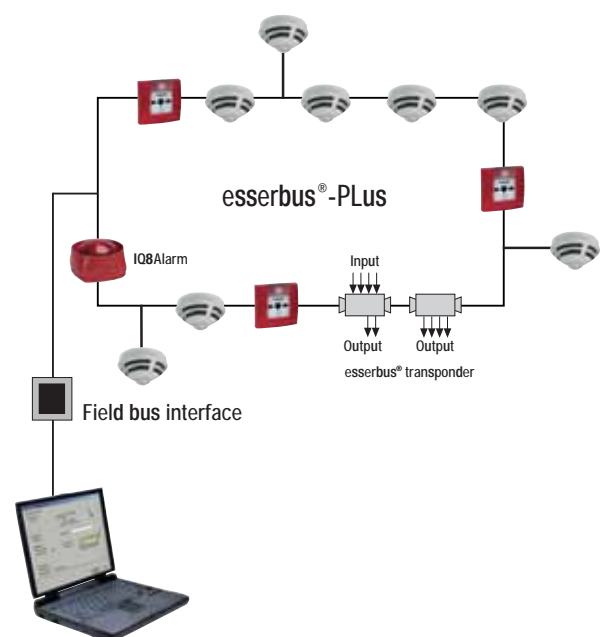 esserbus®-PLus
IQ8Alarm
Input
Output
Output
esserbus® transponder
Field bus interface